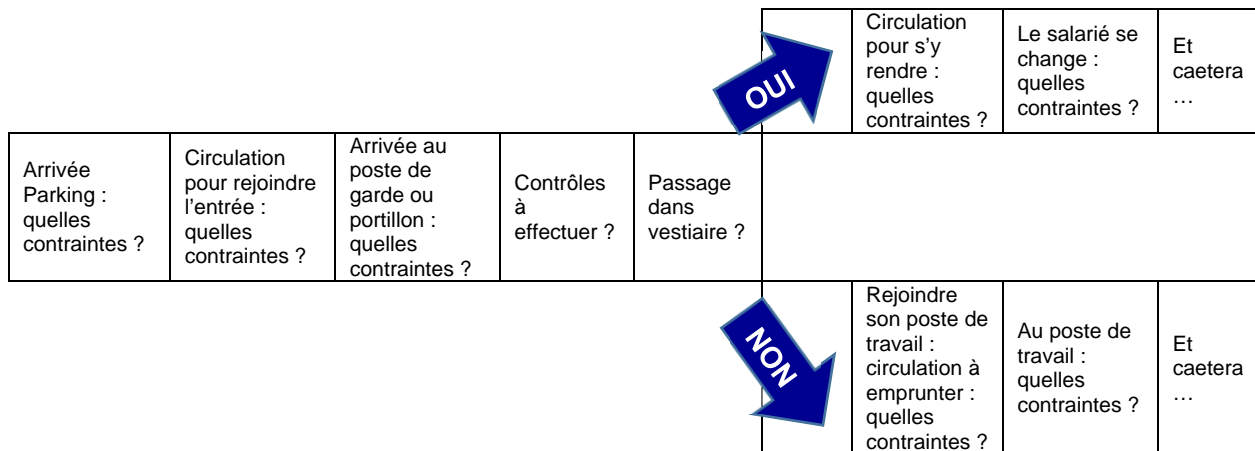 Arrivée
Parking :
quelles
contraintes ?
Circulation
pour rejoindre
l’entrée :
quelles
contraintes ?
Arrivée au
poste de
garde ou
portillon :
quelles
contraintes ?
Contrôles
à
effectuer ?
Passage
dans
vestiaire ?
OUI
Circulation
pour s’y
rendre :
quelles
contraintes ?
Le salarié se
change :
quelles
contraintes ?
Et
caetera
…
NON
Rejoindre
son poste de
travail :
circulation à
emprunter :
quelles
contraintes ?
Au poste de
travail :
quelles
contraintes ?
Et
caetera
…